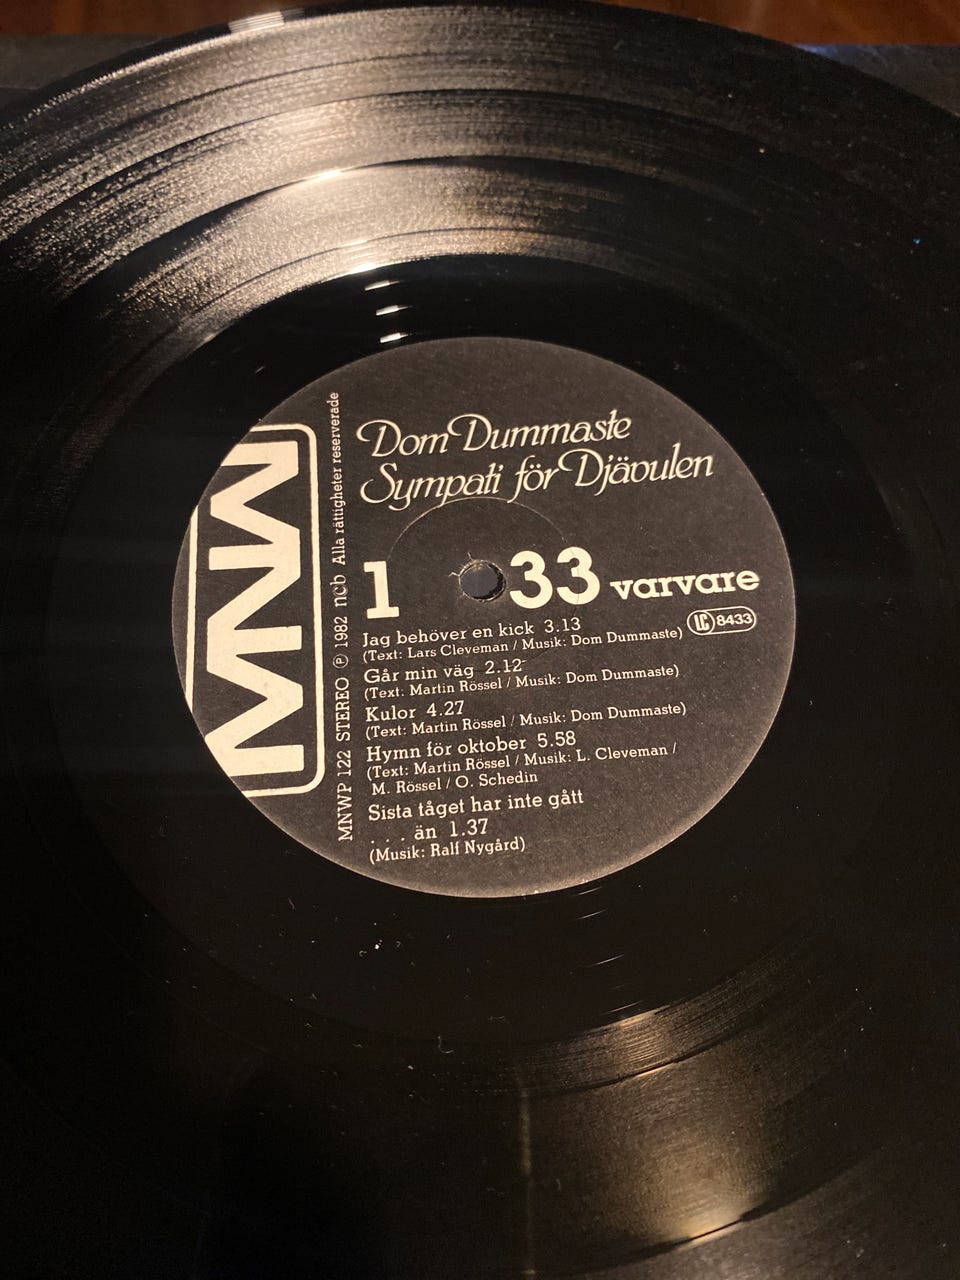 Dom Dummaste
Sympati för Djävulen
1
33 varvare
LC 8433
Jag behöver en kick 3.13
(Text: Lars Cleveman / Musik: Dom Dummaste)
Går min väg 2.12
(Text: Martin Rössel / Musik: Dom Dummaste)
Kulor 4.27
(Text: Martin Rössel / Musik: Dom Dummaste)
Hymn för oktober 5.58
(Text: Martin Rössel / Musik: L. Cleveman /
M. Rössel / O. Schedin
Sista tåget har inte gått
. . . än 1.37
(Musik: Ralf Nygård)
MNWP 122 STEREO ℗ 1982 ncb Alla rättigheter reserverade
MNW